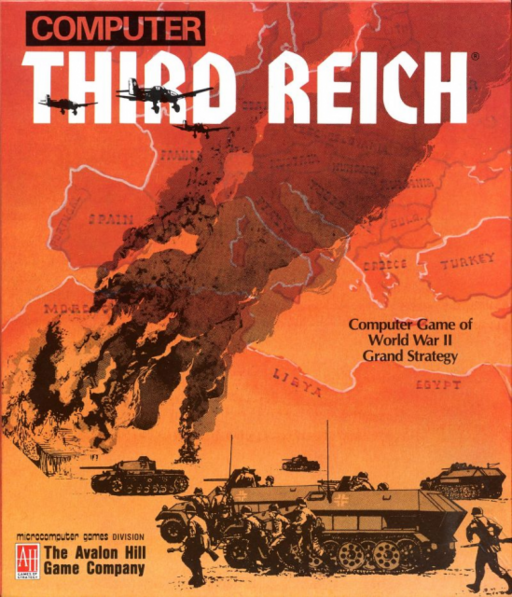 COMPUTER
THIRD REICH®
FRANCE
SPAIN
GREECE
TURKEY
Computer Game of
World War II
Grand Strategy
LIBYA
EGYPT
microcomputer games DIVISION
AH
The Avalon Hill
Game Company